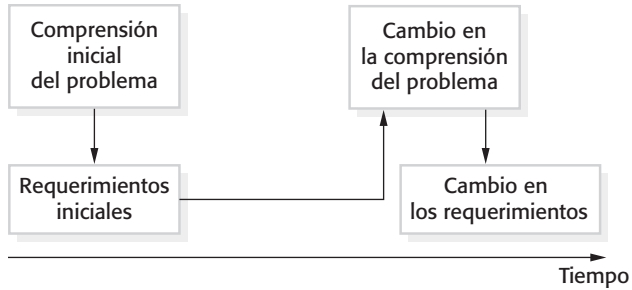 Comprensión
inicial
del problema
Cambio en
la comprensión
del problema
Requerimientos
iniciales
Cambio en
los requerimientos
Tiempo